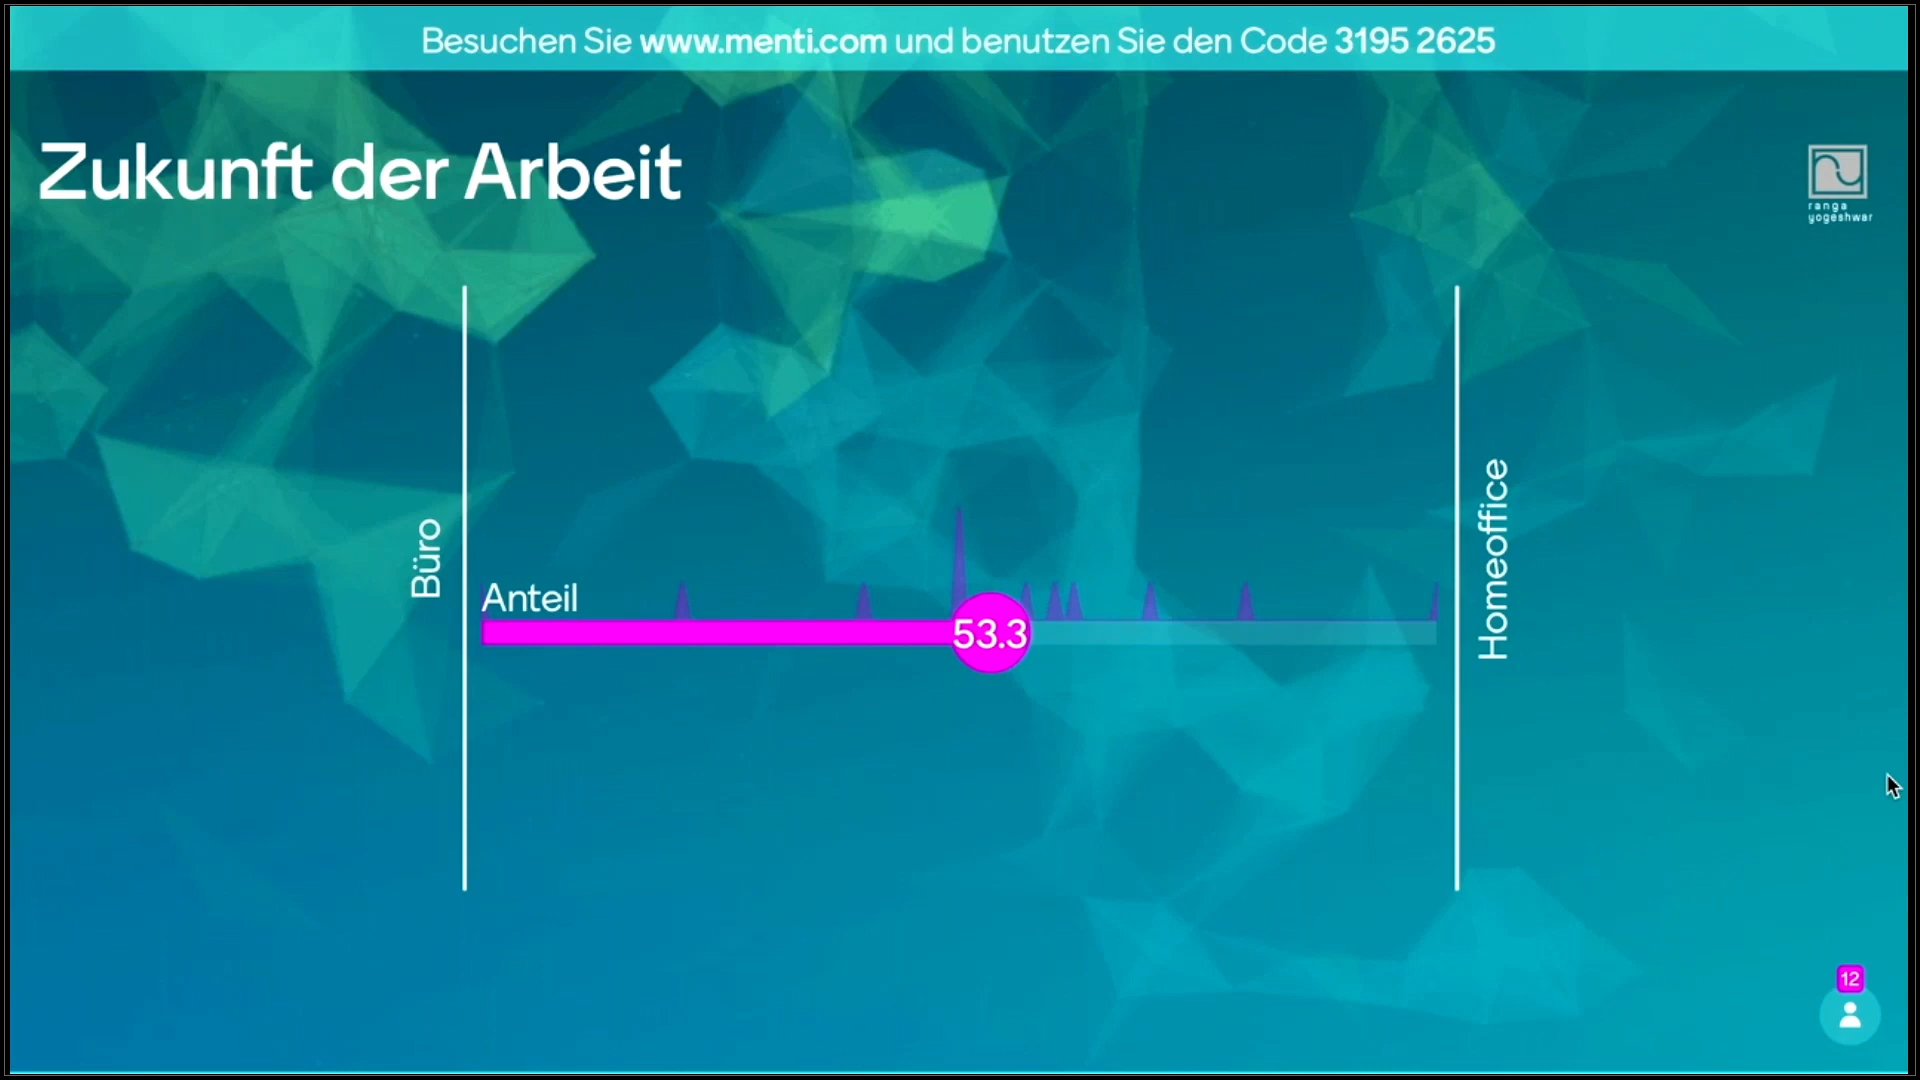 Besuchen Sie www.menti.com und benutzen Sie den Code 3195 2625
Zukunft der Arbeit
ranga
yogeshwar
Büro
Anteil
53.3
Homeoffice
12